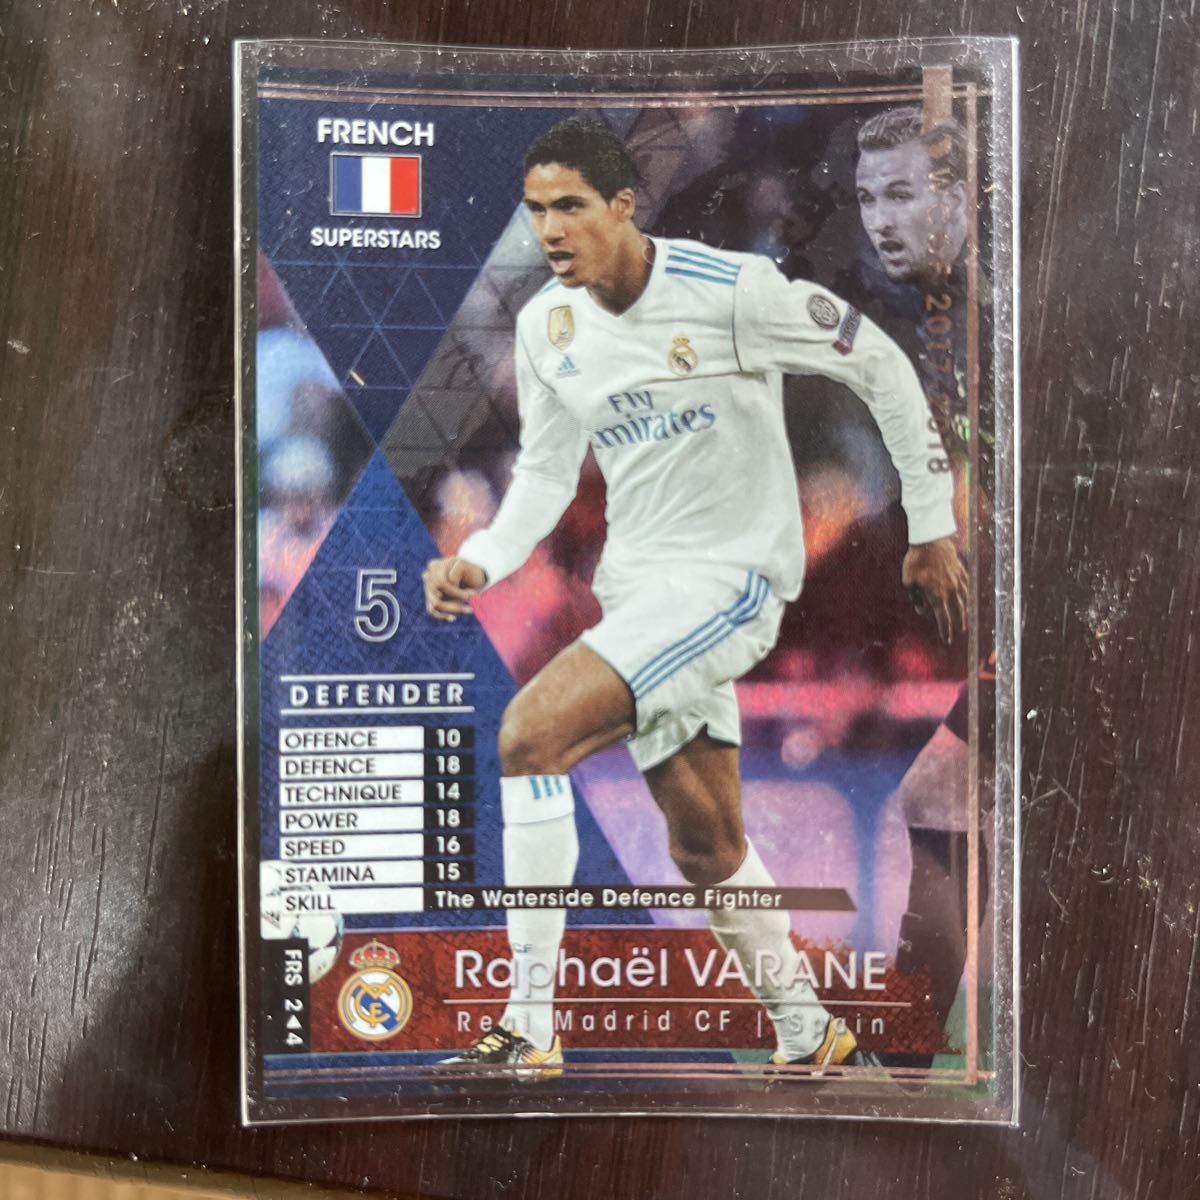 FRENCH
SUPERSTARS
2017-2018
Fly
Emirates
5
DEFENDER
OFFENCE 10
DEFENCE 18
TECHNIQUE 14
POWER 18
SPEED 16
STAMINA 15
SKILL The Waterside Defence Fighter
FRS 2◀4
Raphaël VARANE
Real Madrid CF | Spain